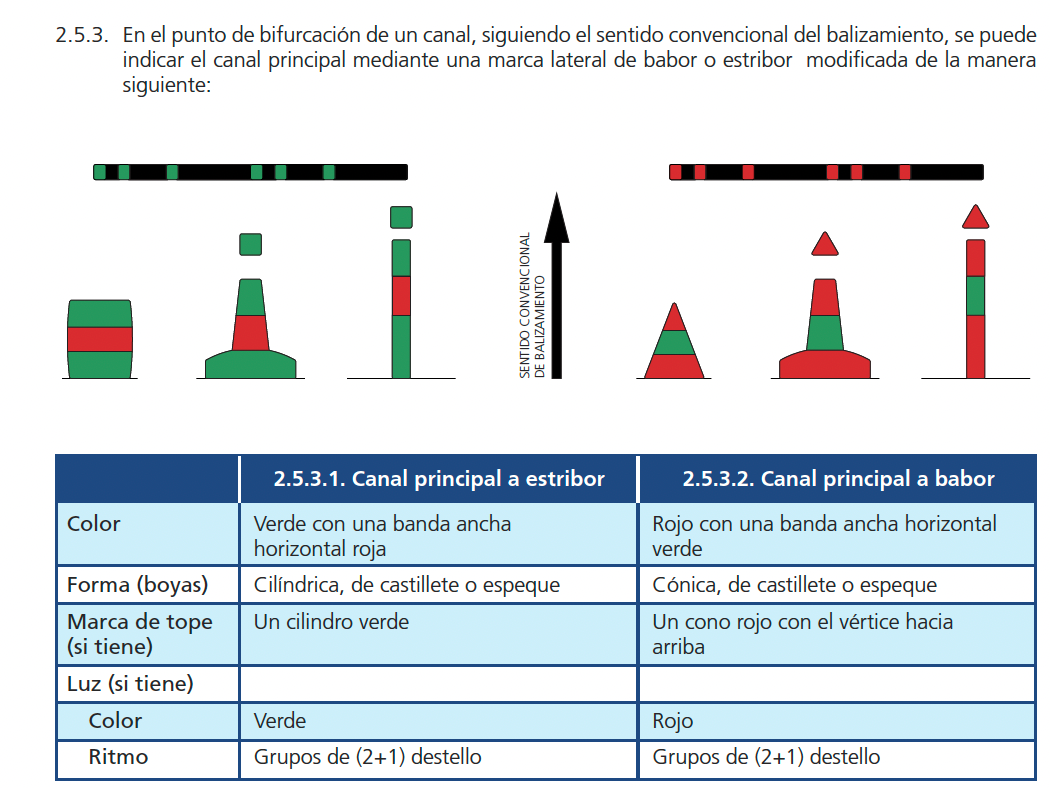 2.5.3. En el punto de bifurcación de un canal, siguiendo el sentido convencional del balizamiento, se puede
indicar el canal principal mediante una marca lateral de babor o estribor modificada de la manera
siguiente:
SENTIDO CONVENCIONAL
DE BALIZAMIENTO
2.5.3.1. Canal principal a estribor 2.5.3.2. Canal principal a babor
Color Verde con una banda ancha Rojo con una banda ancha horizontal
horizontal roja verde
Forma (boyas) Cilíndrica, de castillete o espeque Cónica, de castillete o espeque
Marca de tope Un cilindro verde Un cono rojo con el vértice hacia
(si tiene) arriba
Luz (si tiene)
Color Verde Rojo
Ritmo Grupos de (2+1) destello Grupos de (2+1) destello